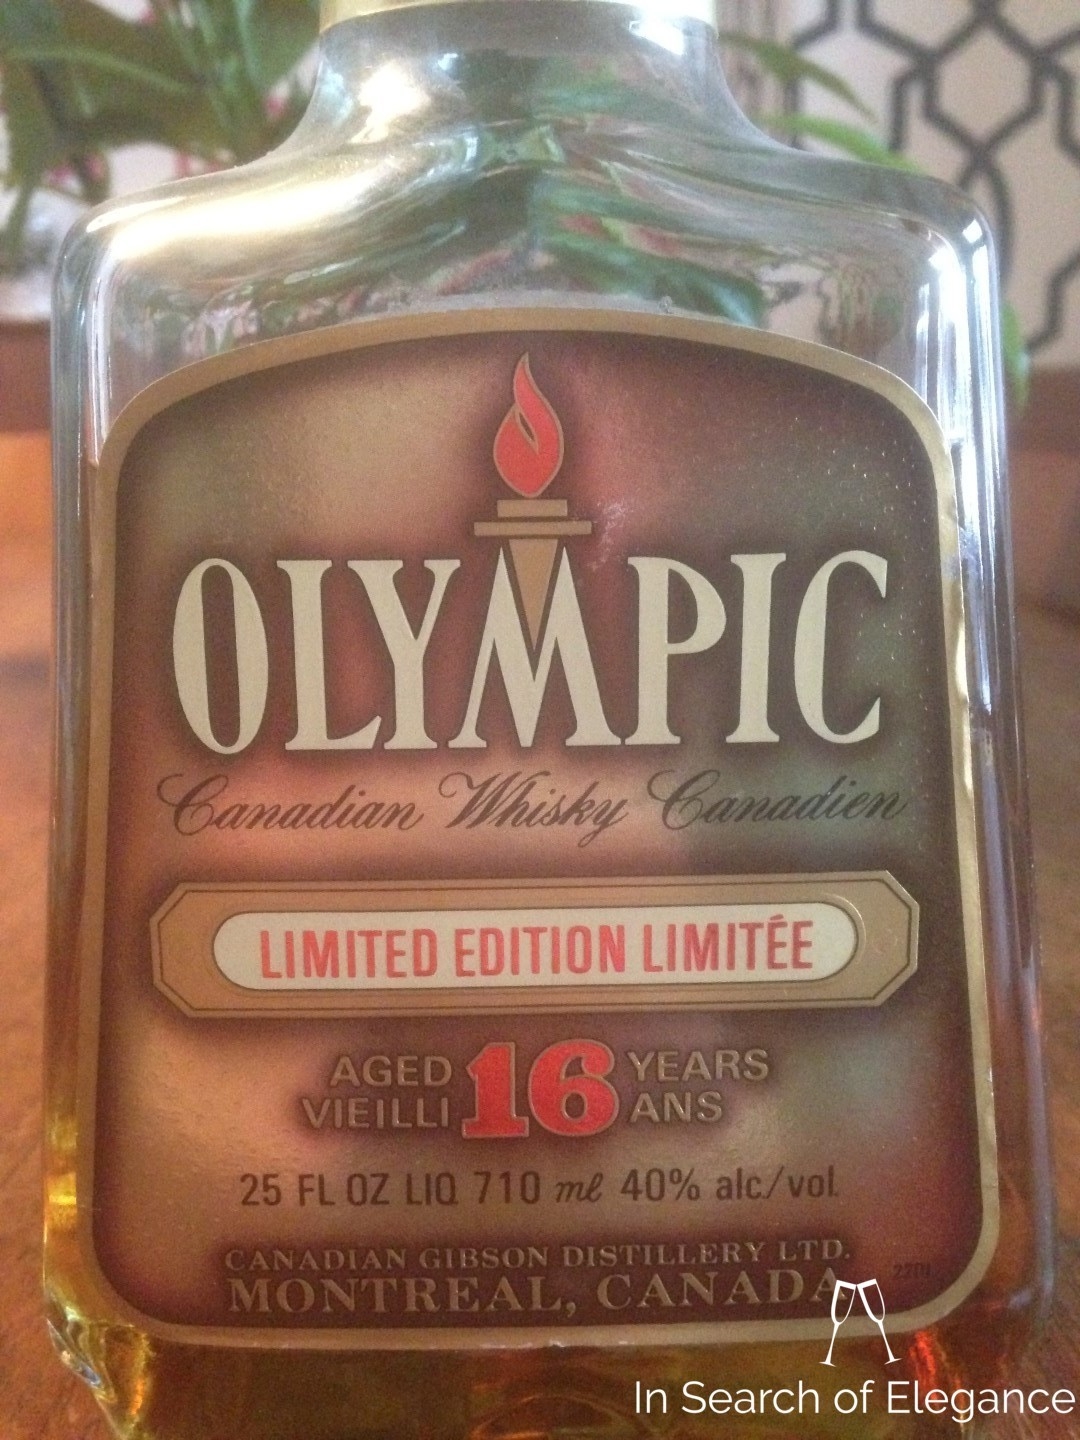 OLYMPIC
Canadian Whisky Canadien
LIMITED EDITION LIMITÉE
AGED 16 YEARS
VIEILLI ANS
25 FL OZ LIQ 710 ml 40% alc/vol.
CANADIAN GIBSON DISTILLERY LTD.
MONTREAL, CANADA
In Search of Elegance